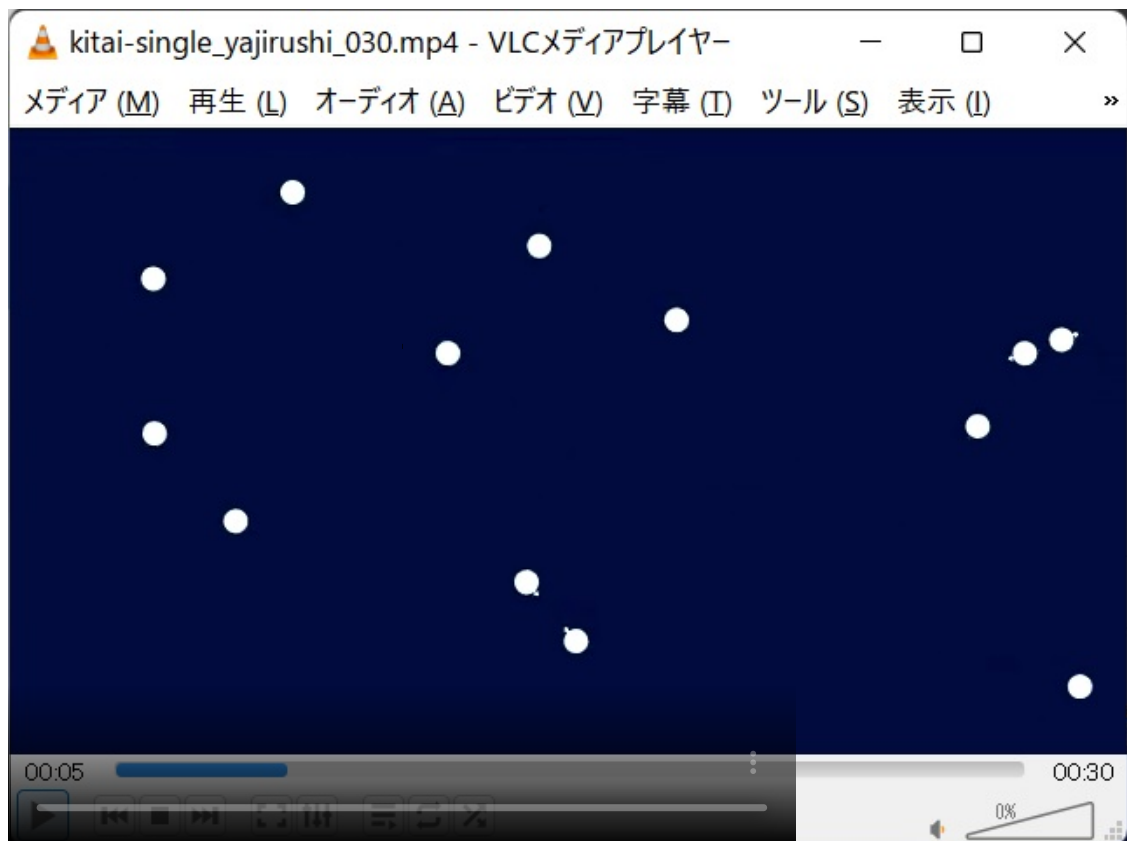 kitai-single_yajirushi_030.mp4 - VLCメディアプレイヤー
メディア (M) 再生 (L) オーディオ (A) ビデオ (V) 字幕 (T) ツール (S) 表示 (I) »
00:05 00:30
0%